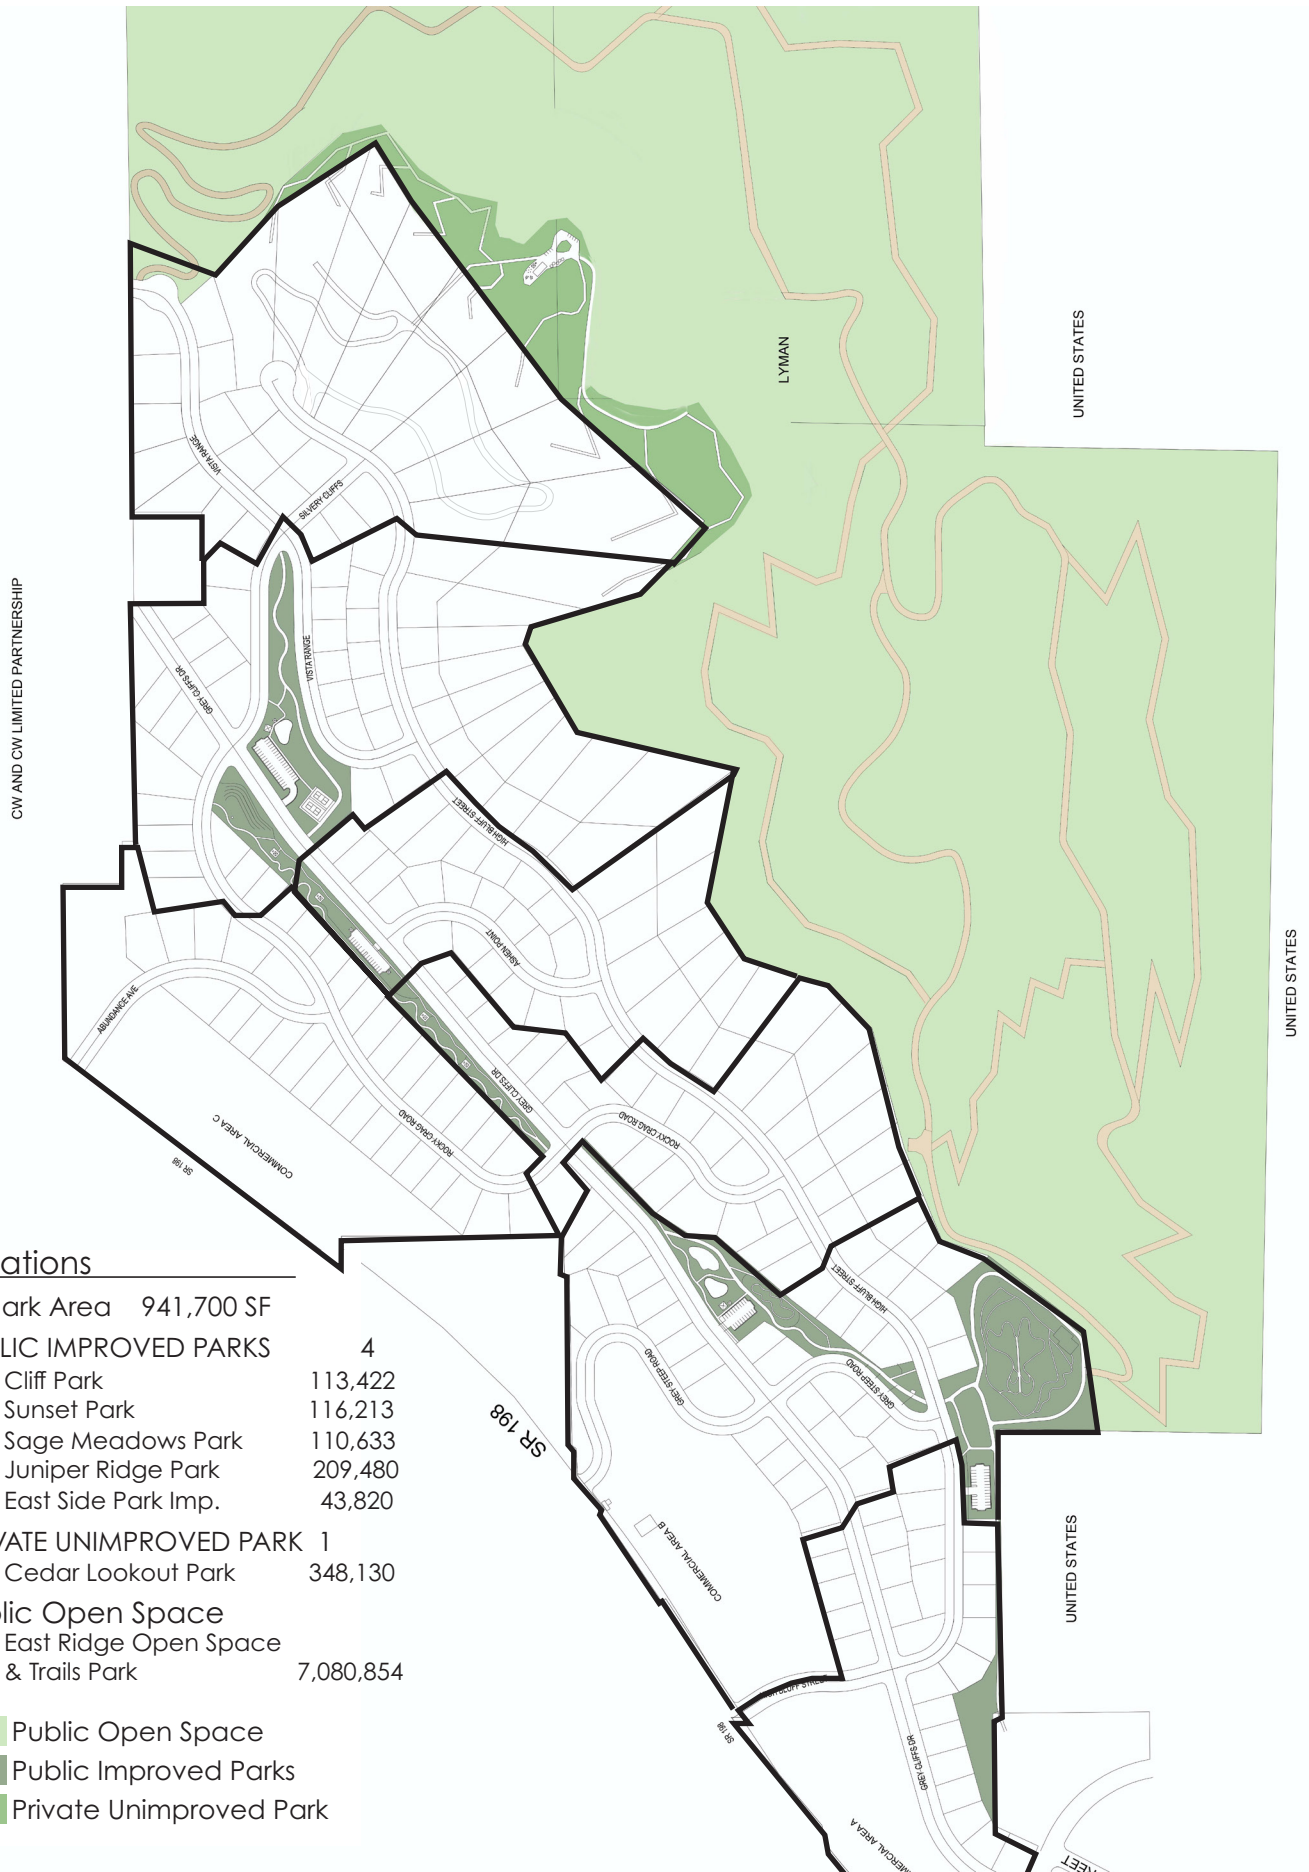 LYMAN
UNITED STATES
VISTA RANGE
SILVERY CLIFFS
CW AND CW LIMITED PARTNERSHIP
GREY CLIFFS DR
VISTA RANGE
HIGH BLUFF STREET
ASHEN POINT
UNITED STATES
ABUNDANCE AVE
GREY CLIFFS DR
ROCKY CRAG ROAD
ROCKY CRAG ROAD
COMMERCIAL AREA C
SR 198
HIGH BLUFF STREET
GREY STEEP ROAD
GREY STEEP ROAD
SR 198
COMMERCIAL AREA B
UNITED STATES
SR 198
GREY CLIFFS DR
COMMERCIAL AREA A
ations
ark Area 941,700 SF
LIC IMPROVED PARKS 4
Cliff Park 113,422
Sunset Park 116,213
Sage Meadows Park 110,633
Juniper Ridge Park 209,480
East Side Park Imp. 43,820
VATE UNIMPROVED PARK 1
Cedar Lookout Park 348,130
lic Open Space
East Ridge Open Space
& Trails Park 7,080,854
Public Open Space
Public Improved Parks
Private Unimproved Park